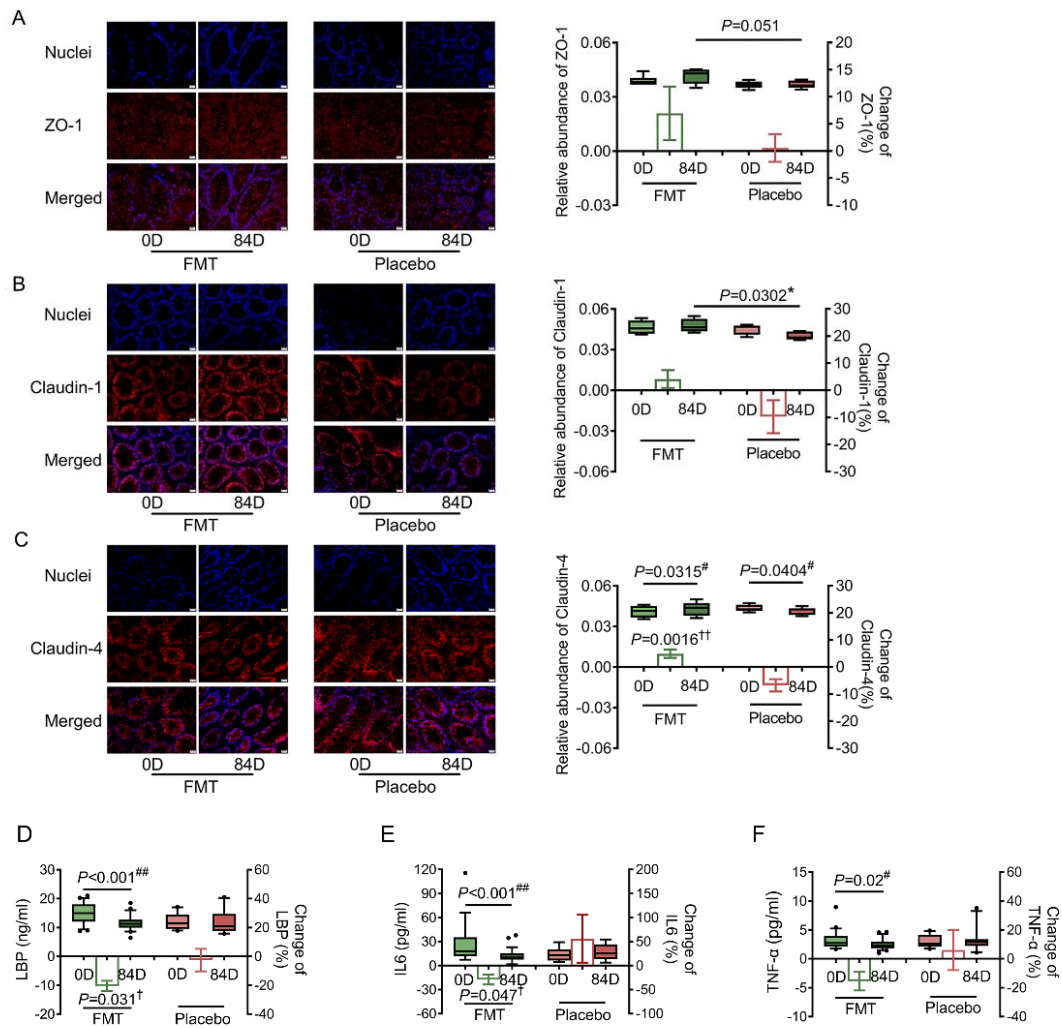 A
Nuclei
ZO-1
Merged
0D 84D 0D 84D
FMT Placebo
Relative abundance of ZO-1
0.06
0.03
0.00
-0.03
P=0.051
20
15
10
5
0
-5
-10
Change of
ZO-1(%)
0D 84D 0D 84D
FMT Placebo
B
Nuclei
Claudin-1
Merged
0D 84D 0D 84D
FMT Placebo
Relative abundance of Claudin-1
0.06
0.03
0.00
-0.03
-0.06
P=0.0302*
30
20
10
0
-10
-20
-30
Change of
Claudin-1(%)
0D 84D 0D 84D
FMT Placebo
C
Nuclei
Claudin-4
Merged
0D 84D 0D 84D
FMT Placebo
Relative abundance of Claudin-4
0.06
0.03
0.00
-0.03
-0.06
P=0.0315# P=0.0404#
P=0.0016††
30
20
10
0
-10
-20
-30
Change of
Claudin-4(%)
0D 84D 0D 84D
FMT Placebo
D
LBP (ng/ml)
30
20
10
0
-10
-20
P<0.001##
60
40
20
0
-20
-40
Change of
LBP (%)
0D 84D 0D 84D
P=0.031†
FMT Placebo
E
IL6 (pg/ml)
120
90
60
30
0
-30
-60
P<0.001##
200
150
100
50
0
-50
-100
Change of
IL6 (%)
0D 84D 0D 84D
P=0.047†
FMT Placebo
F
TNF-α (pg/ml)
15
10
5
0
-5
-10
P=0.02#
60
40
20
0
-20
-40
Change of
TNF-α (%)
0D 84D 0D 84D
FMT Placebo